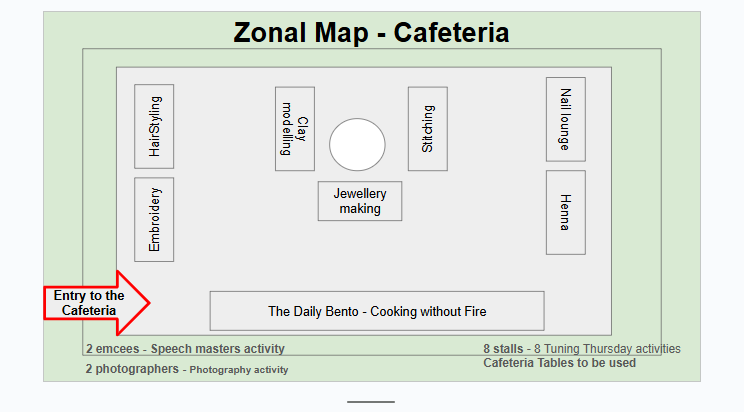 Zonal Map - Cafeteria
HairStyling
Clay
modelling
Stitching
Nail lounge
Jewellery
making
Embroidery
Henna
Entry to the
Cafeteria
The Daily Bento - Cooking without Fire
2 emcees - Speech masters activity
2 photographers - Photography activity
8 stalls - 8 Tuning Thursday activities
Cafeteria Tables to be used